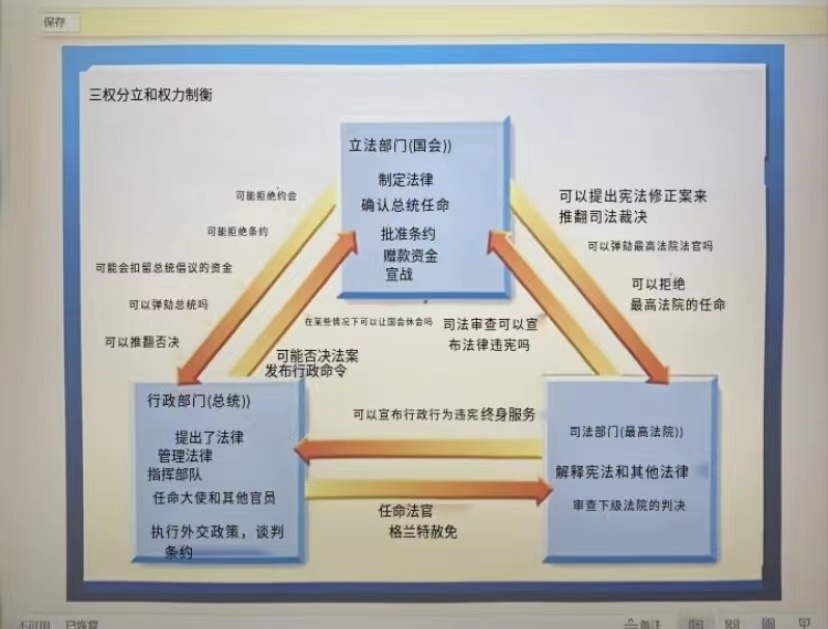 保存
三权分立和权力制衡
立法部门(国会))
制定法律
确认总统任命
批准条约
赠款资金
宣战
可能拒绝约会
可能拒绝条约
可能会扣留总统倡议的资金
可以弹劾总统吗
可以推翻否决
可以提出宪法修正案来
推翻司法裁决
可以弹劾最高法院法官吗
可以拒绝
最高法院的任命
在某些情况下可以让国会休会吗
可能否决法案
发布行政命令
司法审查可以宣
布法律违宪吗
行政部门(总统))
提出了法律
管理法律
指挥部队
任命大使和其他官员
执行外交政策，谈判
条约
可以宣布行政行为违宪 终身服务
任命法官
格兰特赦免
司法部门(最高法院))
解释宪法和其他法律
审查下级法院的判决
不可用 已恢复
备注